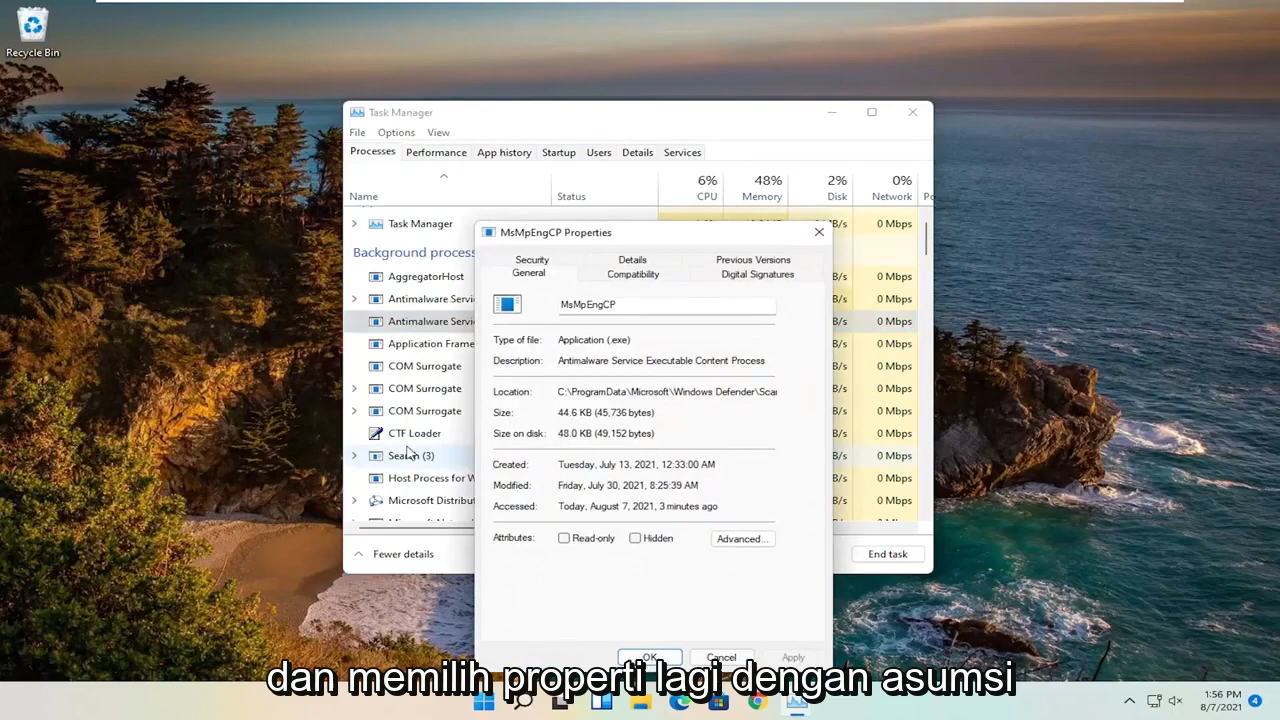 Recycle Bin
Task Manager
File Options View
Processes Performance App history Startup Users Details Services
6% 48% 2% 0%
Name Status CPU Memory Disk Network
Task Manager 0 Mbps
MsMpEngCP Properties
Background proces
Security Details Previous Versions
General Compatibility Digital Signatures
AggregatorHost B/s 0 Mbps
Antimalware Servi B/s 0 Mbps
MsMpEngCP
Antimalware Servi B/s 0 Mbps
Application Frame B/s 0 Mbps
Type of file: Application (.exe)
Description: Antimalware Service Executable Content Process
COM Surrogate B/s 0 Mbps
COM Surrogate B/s 0 Mbps
Location: C:\ProgramData\Microsoft\Windows Defender\Scar
COM Surrogate B/s 0 Mbps
Size: 44.6 KB (45,736 bytes)
CTF Loader B/s 0 Mbps
Size on disk: 48.0 KB (49,152 bytes)
(3) B/s 0 Mbps
Created: Tuesday, July 13, 2021, 12:33:00 AM
Host Process for W B/s 0 Mbps
Modified: Friday, July 30, 2021, 8:25:39 AM
Microsoft Distribut B/s 0 Mbps
Accessed: Today, August 7, 2021, 3 minutes ago
Attributes: Read-only Hidden Advanced...
Fewer details End task
OK Cancel Apply
dan memilih properti lagi dengan asumsi
1:56 PM
8/7/2021
4